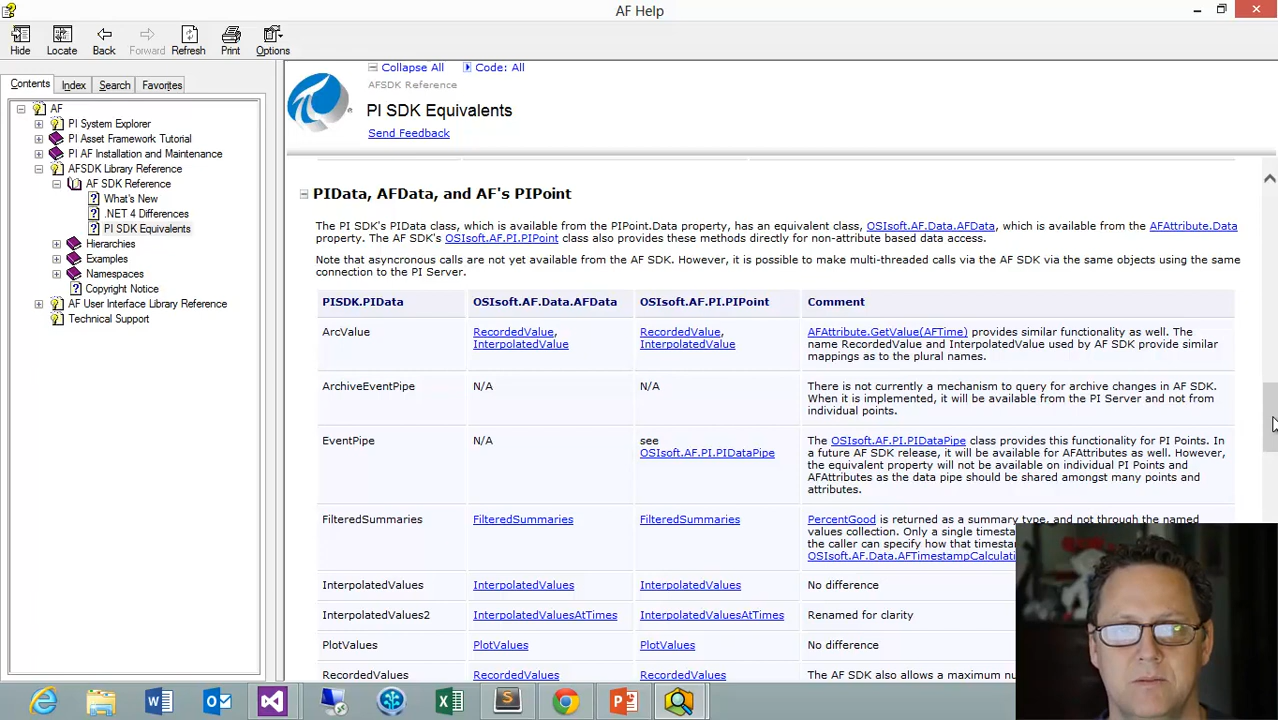 AF Help
Hide
Locate
Back
Forward
Refresh
Print
Options
Contents
Index
Search
Favorites
AF
PI System Explorer
PI Asset Framework Tutorial
PI AF Installation and Maintenance
AFSDK Library Reference
AF SDK Reference
What's New
.NET 4 Differences
PI SDK Equivalents
Hierarchies
Examples
Namespaces
Copyright Notice
AF User Interface Library Reference
Technical Support
Collapse All Code: All
AFSDK Reference
PI SDK Equivalents
Send Feedback
PIData, AFData, and AF's PIPoint
The PI SDK's PIData class, which is available from the PIPoint.Data property, has an equivalent class, OSIsoft.AF.Data.AFData, which is available from the AFAttribute.Data
property. The AF SDK's OSIsoft.AF.PI.PIPoint class also provides these methods directly for non-attribute based data access.
Note that asyncronous calls are not yet available from the AF SDK. However, it is possible to make multi-threaded calls via the AF SDK via the same objects using the same
connection to the PI Server.
PISDK.PIData OSIsoft.AF.Data.AFData OSIsoft.AF.PI.PIPoint Comment
ArcValue RecordedValue, RecordedValue, AFAttribute.GetValue(AFTime) provides similar functionality as well. The
InterpolatedValue InterpolatedValue name RecordedValue and InterpolatedValue used by AF SDK provide similar
mappings as to the plural names.
ArchiveEventPipe N/A N/A There is not currently a mechanism to query for archive changes in AF SDK.
When it is implemented, it will be available from the PI Server and not from
individual points.
EventPipe N/A see The OSIsoft.AF.PI.PIDataPipe class provides this functionality for PI Points. In
OSIsoft.AF.PI.PIDataPipe a future AF SDK release, it will be available for AFAttributes as well. However,
the equivalent property will not be available on individual PI Points and
AFAttributes as the data pipe should be shared amongst many points and
attributes.
FilteredSummaries FilteredSummaries FilteredSummaries PercentGood is returned as a summary type, and not through the named
values collection. Only a single timesta
the caller can specify how that timesta
OSIsoft.AF.Data.AFTimestampCalculati
InterpolatedValues InterpolatedValues InterpolatedValues No difference
InterpolatedValues2 InterpolatedValuesAtTimes InterpolatedValuesAtTimes Renamed for clarity
PlotValues PlotValues PlotValues No difference
RecordedValues RecordedValues RecordedValues The AF SDK also allows a maximum nu